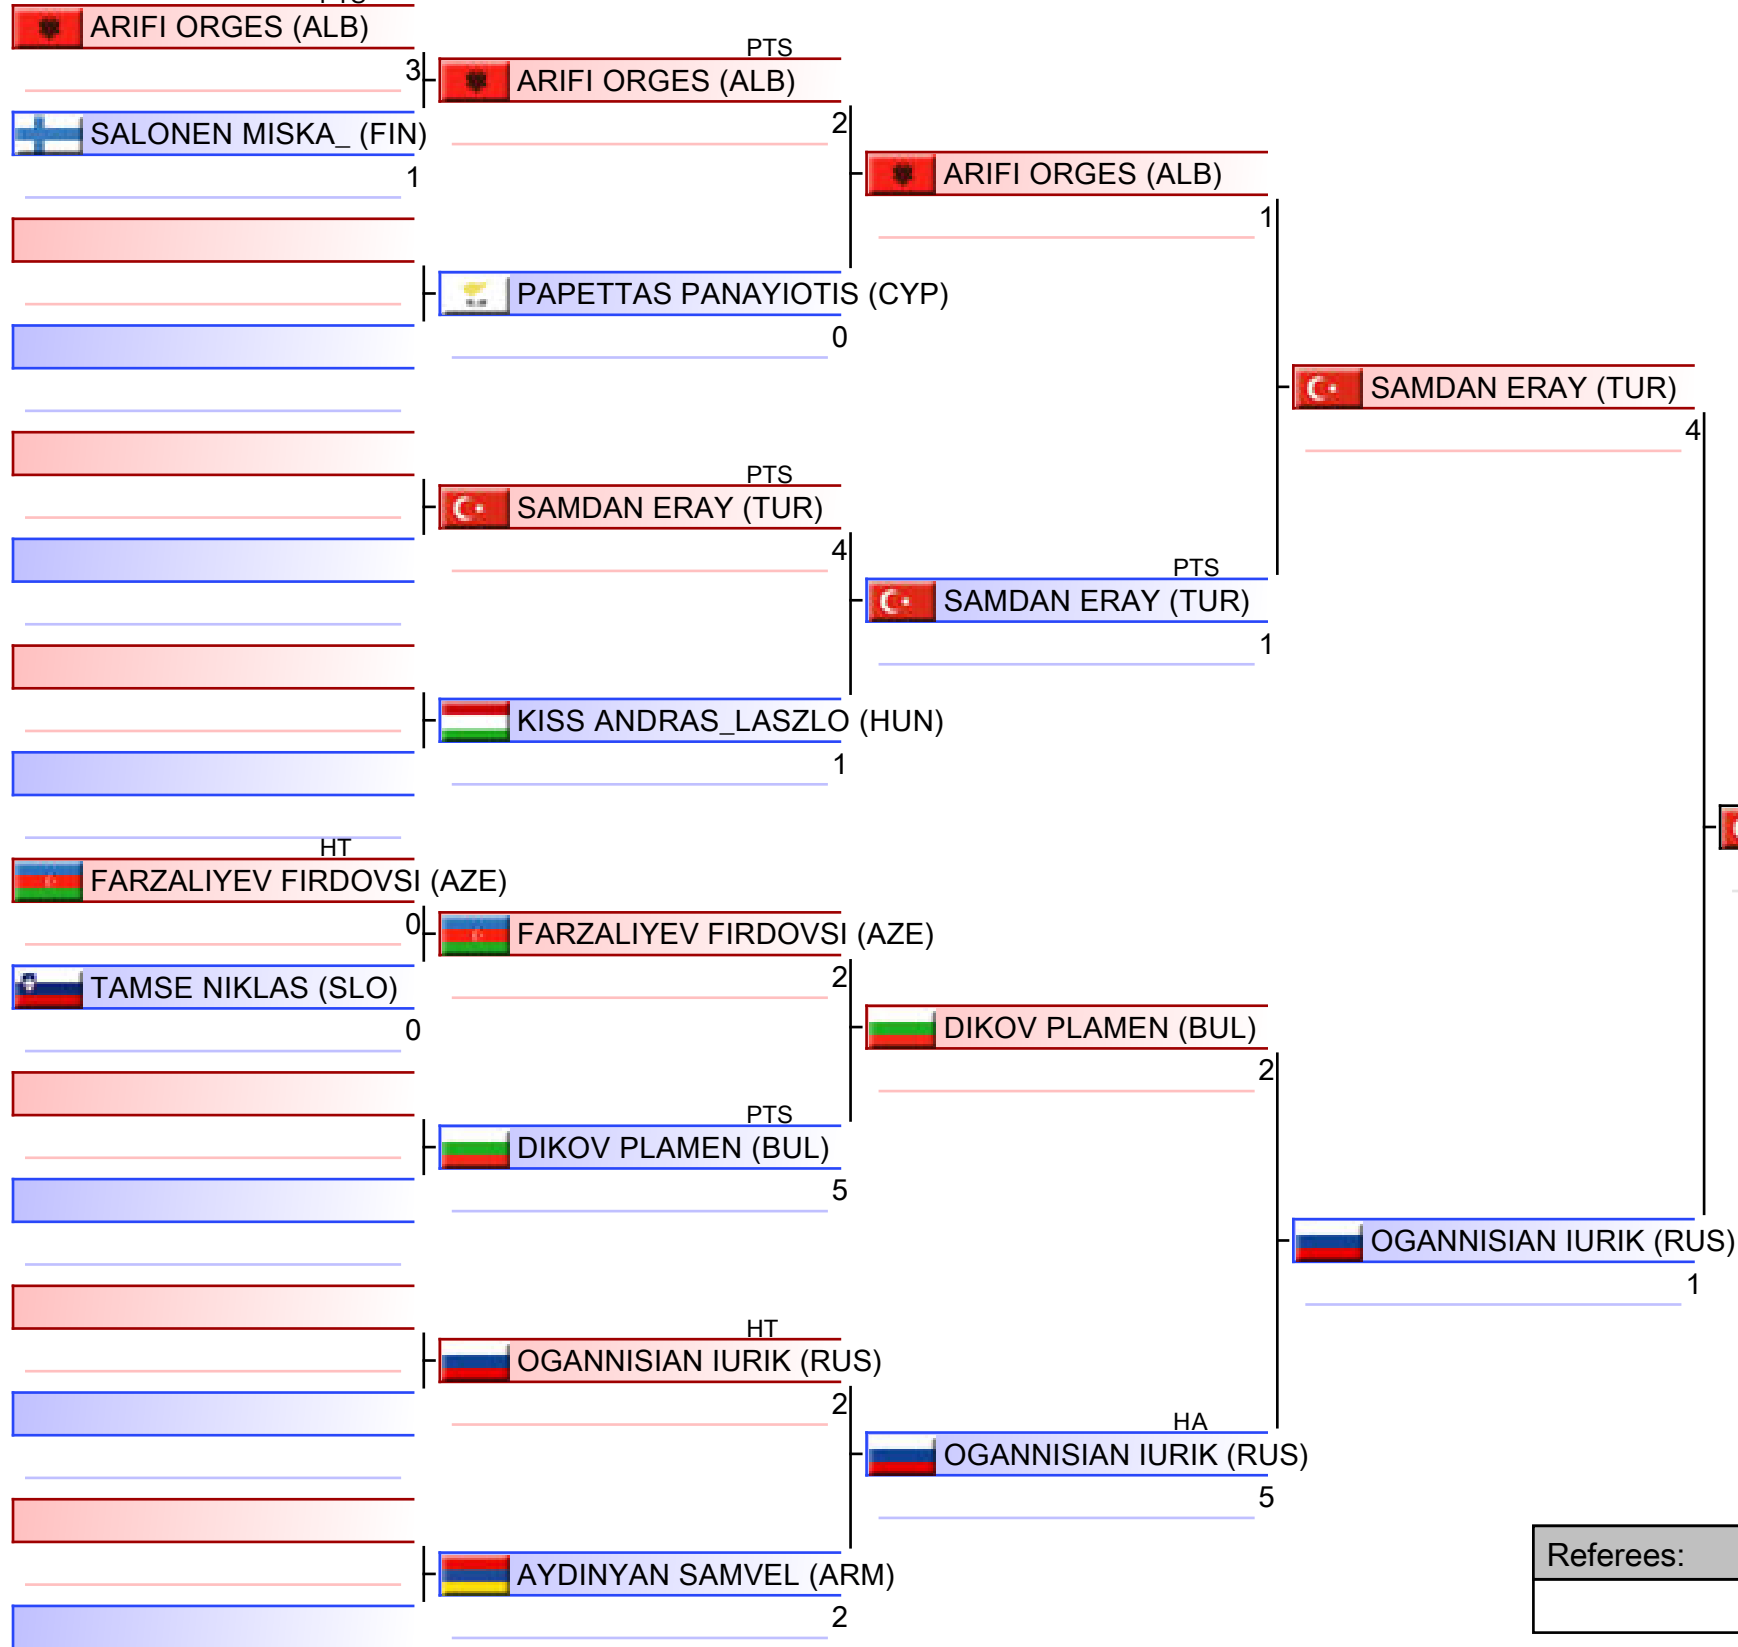 PTS
ARIFI ORGES (ALB)
3
SALONEN MISKA_ (FIN)
1
HT
FARZALIYEV FIRDOVSI (AZE)
0
TAMSE NIKLAS (SLO)
0
PTS
ARIFI ORGES (ALB)
2
PAPETTAS PANAYIOTIS (CYP)
0
PTS
SAMDAN ERAY (TUR)
4
KISS ANDRAS_LASZLO (HUN)
1
FARZALIYEV FIRDOVSI (AZE)
2
PTS
DIKOV PLAMEN (BUL)
5
HT
OGANNISIAN IURIK (RUS)
2
AYDINYAN SAMVEL (ARM)
2
ARIFI ORGES (ALB)
1
PTS
SAMDAN ERAY (TUR)
1
DIKOV PLAMEN (BUL)
2
HA
OGANNISIAN IURIK (RUS)
5
SAMDAN ERAY (TUR)
4
OGANNISIAN IURIK (RUS)
1
Referees: